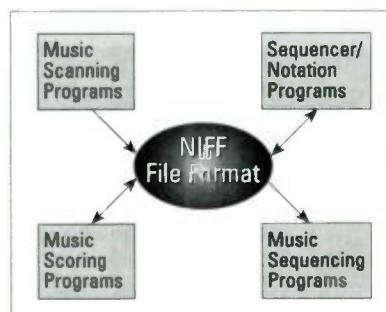 Music
Scanning
Programs
Sequencer/
Notation
Programs
NIFF
File Format
Music
Scoring
Programs
Music
Sequencing
Programs